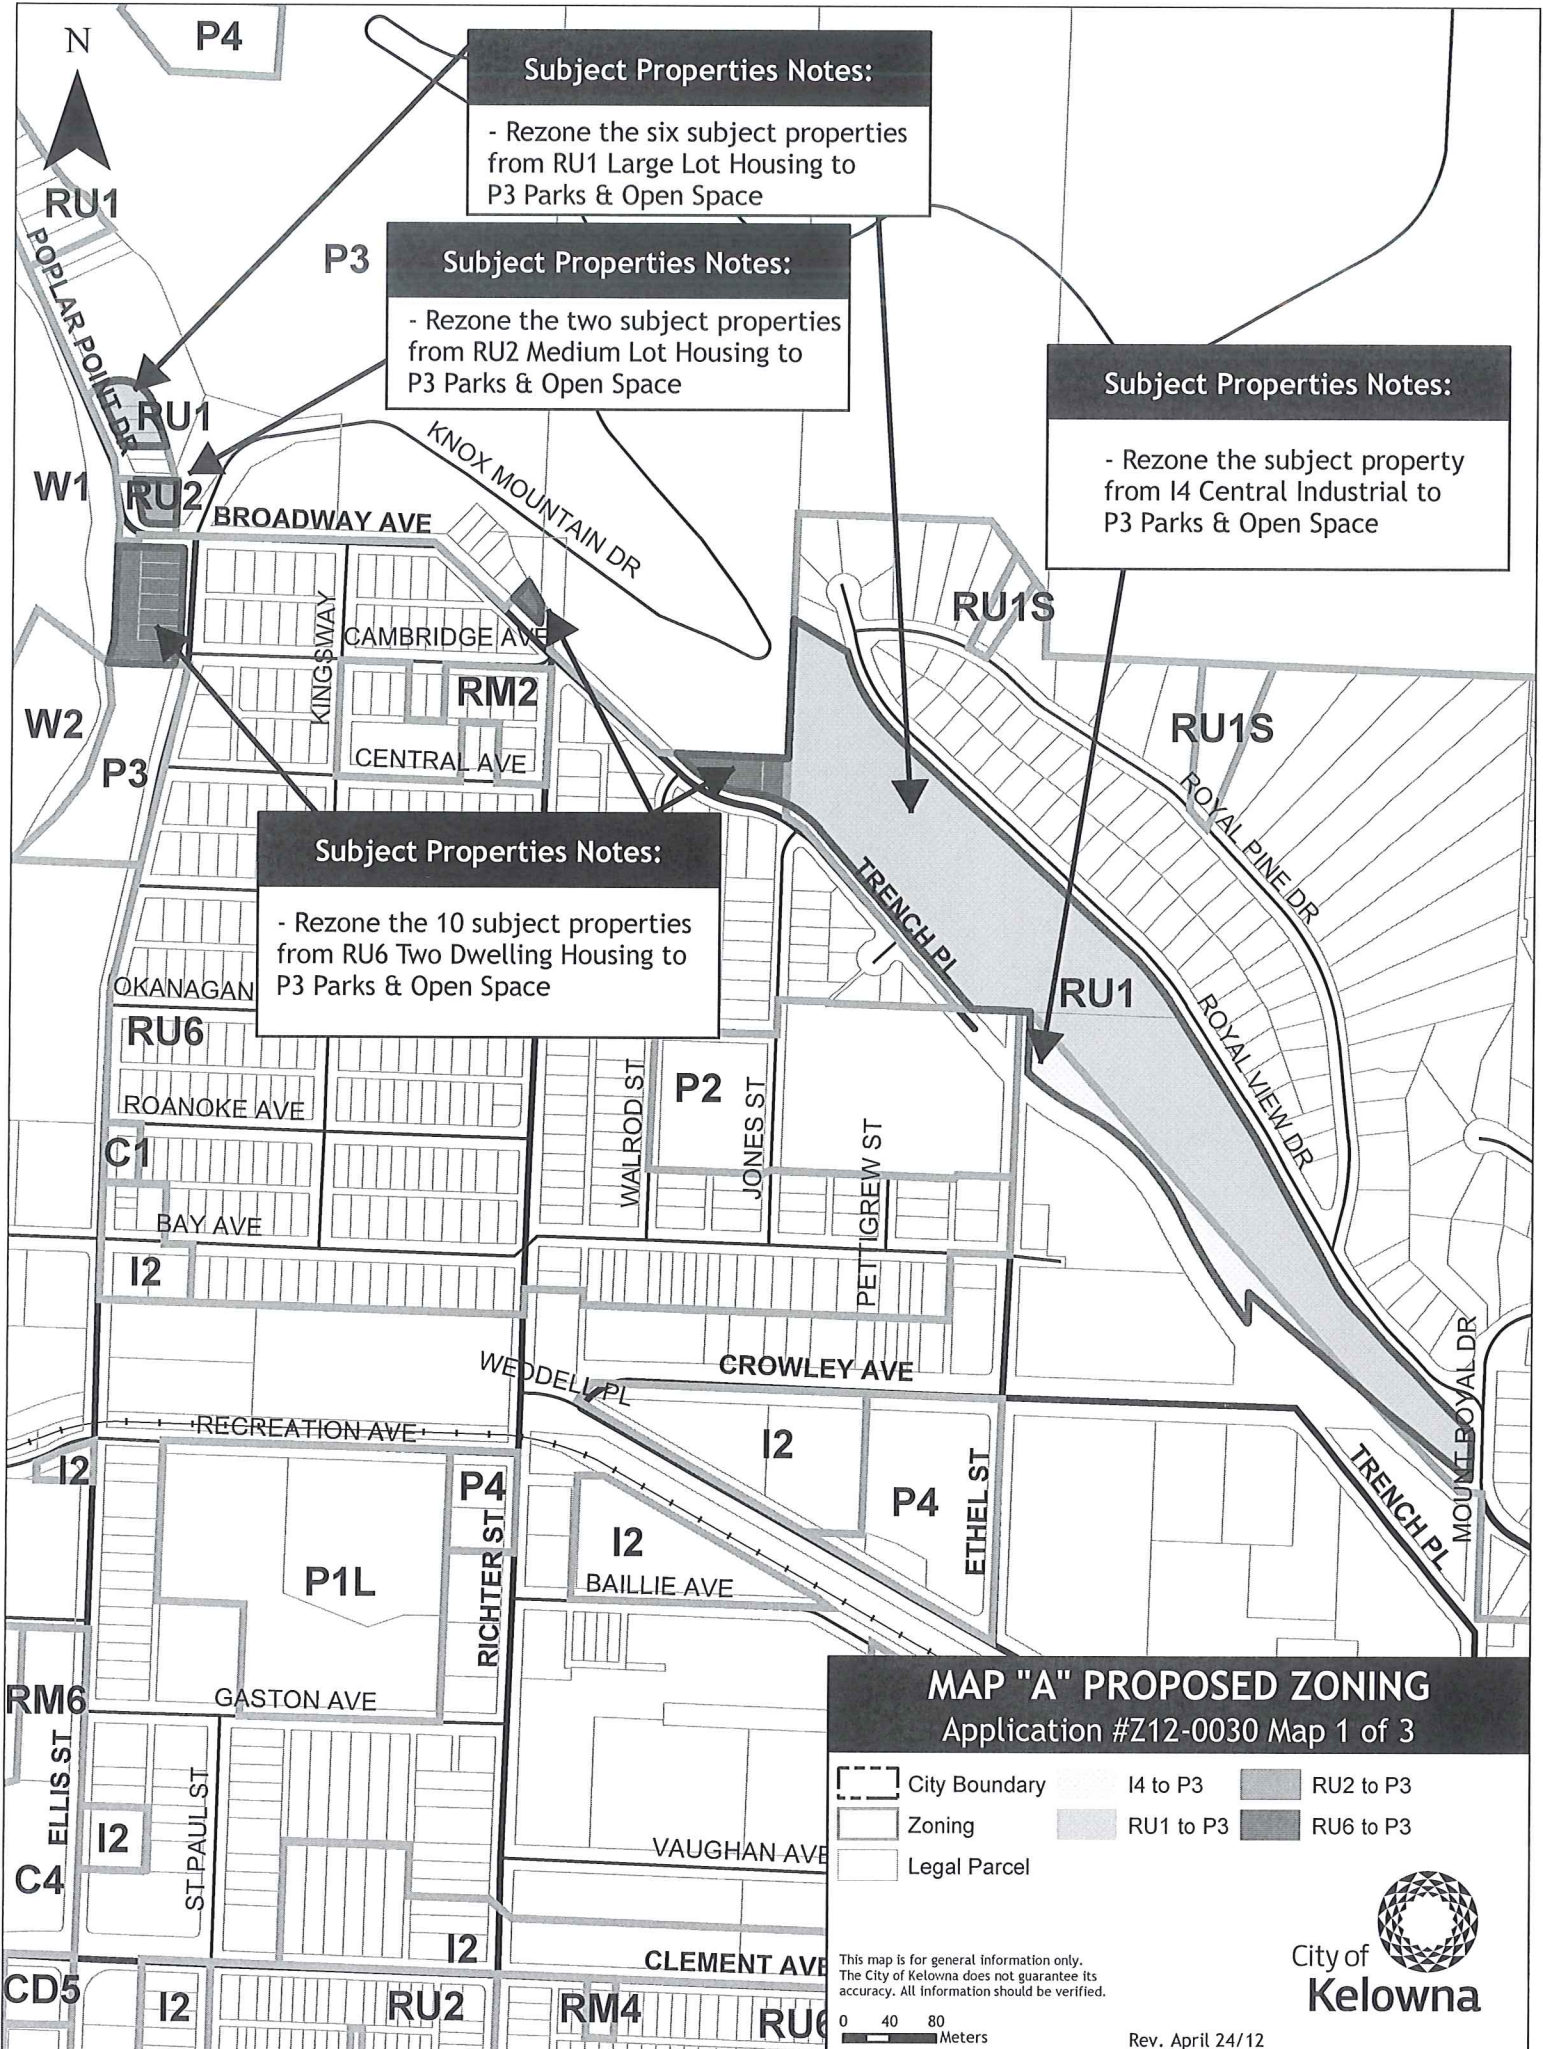 N
P4
Subject Properties Notes:
- Rezone the six subject properties
from RU1 Large Lot Housing to
P3 Parks & Open Space
RU1
P3
POPLAR POINT DR
Subject Properties Notes:
- Rezone the two subject properties
from RU2 Medium Lot Housing to
P3 Parks & Open Space
Subject Properties Notes:
- Rezone the subject property
from I4 Central Industrial to
P3 Parks & Open Space
RU1
KNOX MOUNTAIN DR
W1
RU2
BROADWAY AVE
RU1S
KINGSWAY
CAMBRIDGE AVE
RM2
W2
RU1S
P3
CENTRAL AVE
ROYAL PINE DR
Subject Properties Notes:
- Rezone the 10 subject properties
from RU6 Two Dwelling Housing to
P3 Parks & Open Space
TRENCH PL
OKANAGAN
RU1
ROYAL VIEW DR
RU6
P2
WALROD ST
JONES ST
ROANOKE AVE
C1
PETTIGREW ST
BAY AVE
I2
WEDDELL PL
CROWLEY AVE
MOUNT ROYAL DR
RECREATION AVE
I2
I2
P4
P4
ETHEL ST
TRENCH PL
RICHTER ST
I2
P1L
BAILLIE AVE
RM6
GASTON AVE
ELLIS ST
ST PAUL ST
I2
C4
VAUGHAN AVE
I2
CLEMENT AVE
CD5
I2
RU2
RM4
RU6
MAP "A" PROPOSED ZONING
Application #Z12-0030 Map 1 of 3
City Boundary
I4 to P3
RU2 to P3
Zoning
RU1 to P3
RU6 to P3
Legal Parcel
This map is for general information only.
The City of Kelowna does not guarantee its
accuracy. All information should be verified.
0 40 80
Meters
City of
Kelowna
Rev. April 24/12